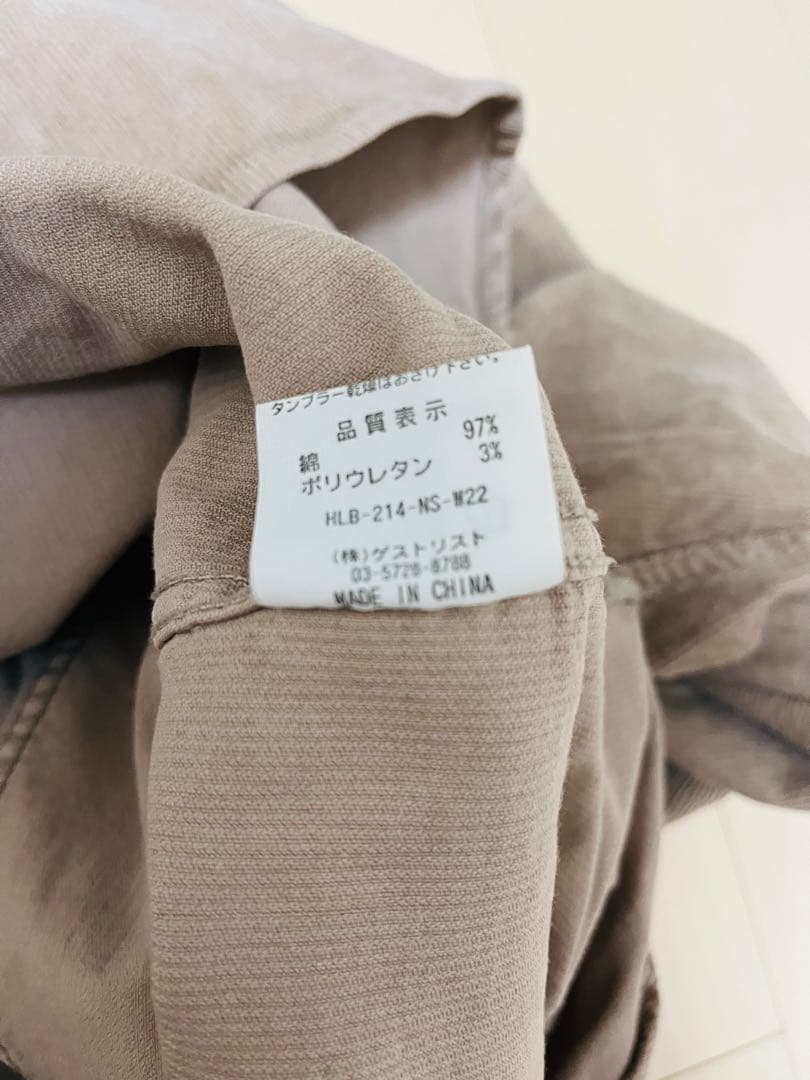 タンブラー乾燥はおさけ下さい。
品質表示
綿 97%
ポリウレタン 3%
HLB-214-NS-W22
(株)ゲストリスト
03-5728-8788
MADE IN CHINA